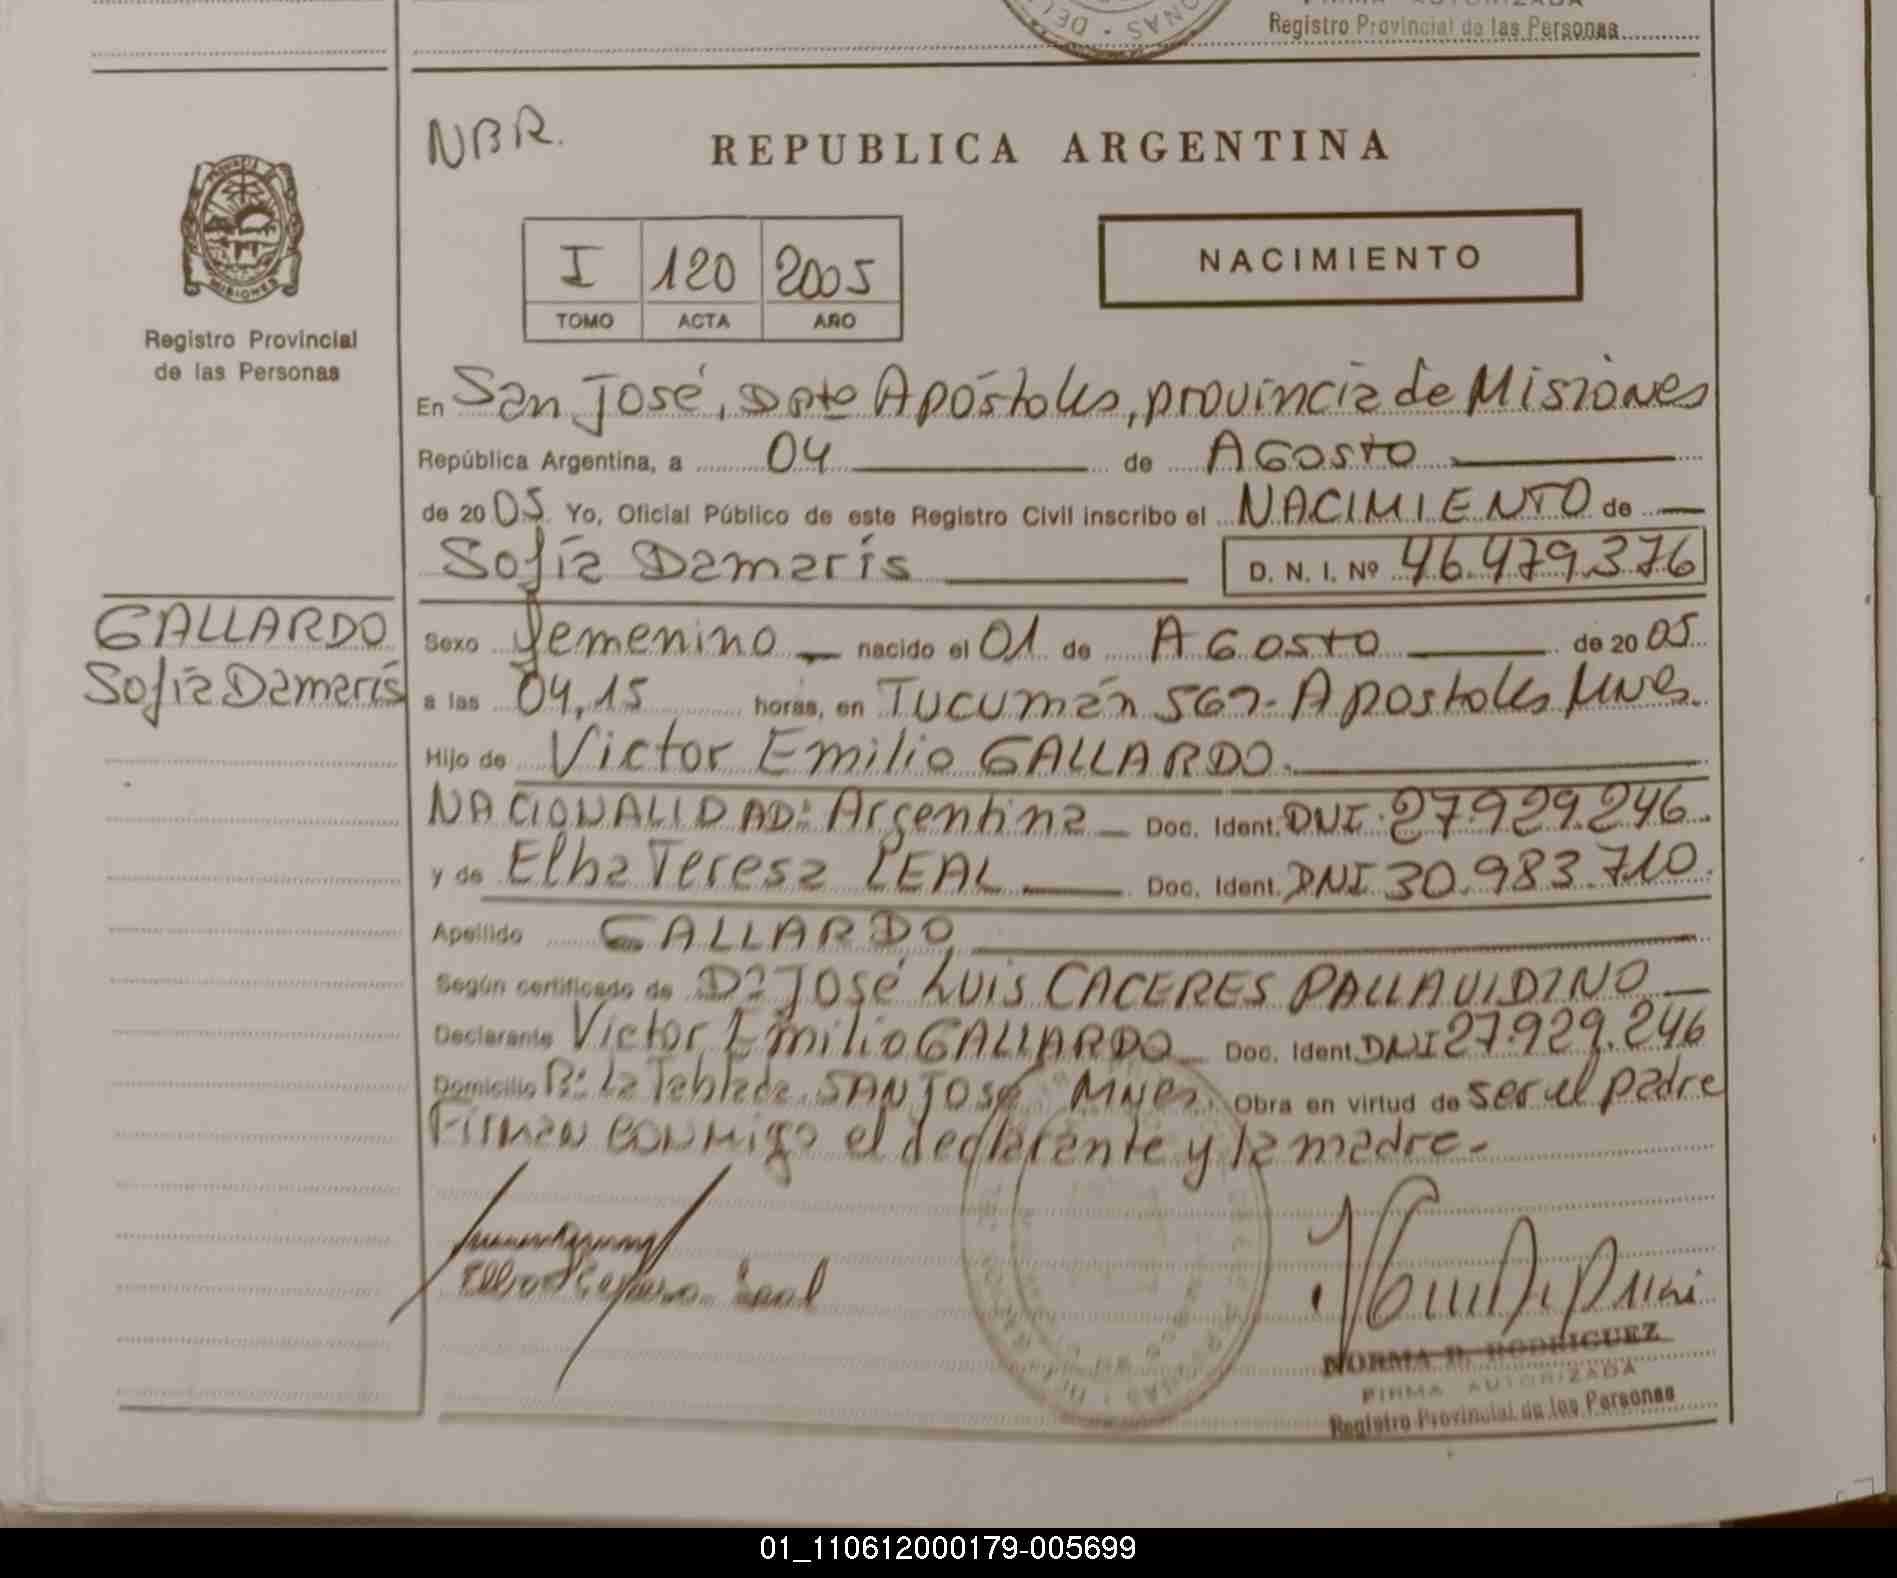 Registro Provincial de las Personas
NBR.
REPUBLICA ARGENTINA
MISIONES
Registro Provincial
de las Personas
I 120 2005
TOMO ACTA AÑO
NACIMIENTO
En San José, Dpto Apóstoles, provincia de Misiones
República Argentina, a 04 de AGosto
de 2005 Yo, Oficial Público de este Registro Civil inscribo el NACIMIENTO de
Sofía Damaris D. N. I. Nº 46.479.376
GALLARDO
Sofía Damaris
Sexo femenino nacido el 01 de AGosto de 2005
a las 04,15 horas, en Tucumán 567- Apostoles Mnes.
Hijo de Victor Emilio GALLARDO.
NACIONALIDAD: Argentina Doc. Ident. DNI 27.929.246.
y de Elba Teresa LEAL Doc. Ident. DNI 30.983.710.
Apellido GALLARDO
Según certificado de Dº José Luis CACERES PALLAVIDINO
Declarante Victor Emilio GALLARDO Doc. Ident. DNI 27.929.246
Domicilio Bº La Tablada. SAN José Mnes. Obra en virtud de ser el padre
Firman conmigo el declarante y la madre.-
NORMA B. RODRIGUEZ
FIRMA AUTORIZADA
Registro Provincial de las Personas
01_110612000179-005699